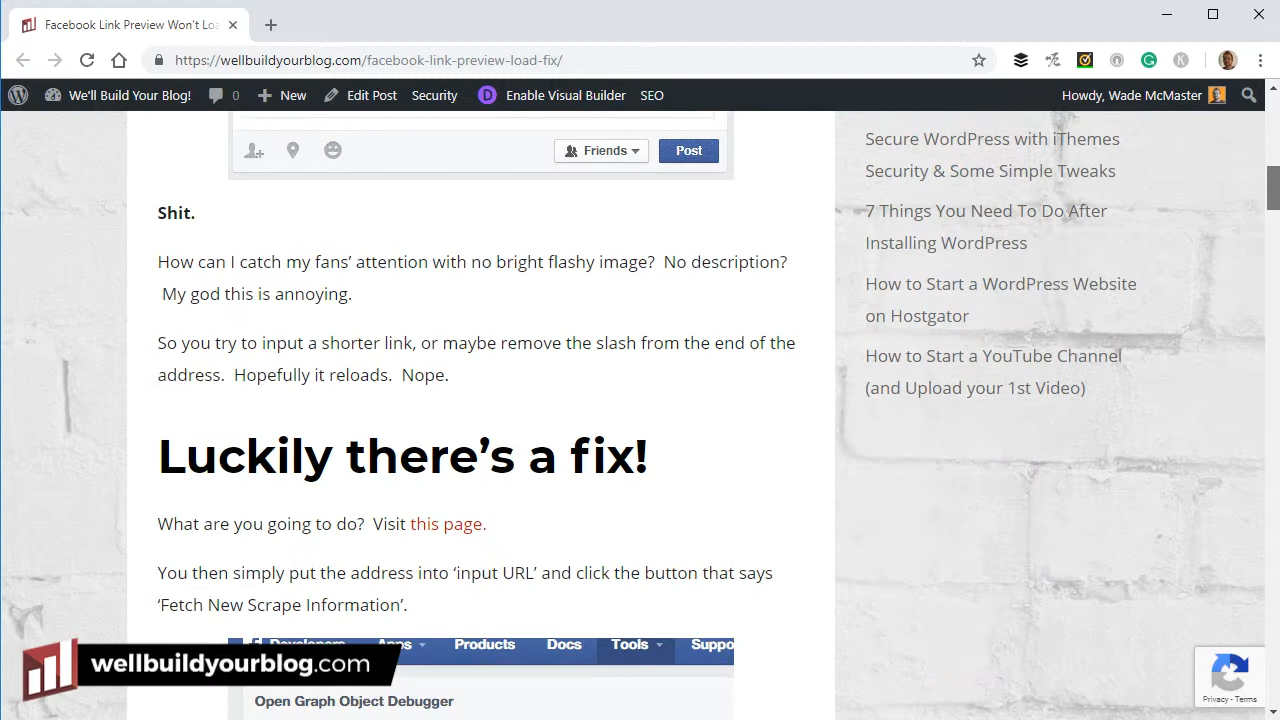 Facebook Link Preview Won't Loa
https://wellbuildyourblog.com/facebook-link-preview-load-fix/
We'll Build Your Blog! 0 New Edit Post Security Enable Visual Builder SEO Howdy, Wade McMaster
Friends Post
Shit.
How can I catch my fans’ attention with no bright flashy image? No description?
My god this is annoying.
So you try to input a shorter link, or maybe remove the slash from the end of the
address. Hopefully it reloads. Nope.
Luckily there’s a fix!
What are you going to do? Visit this page.
You then simply put the address into ‘input URL’ and click the button that says
‘Fetch New Scrape Information’.
Developers Apps Products Docs Tools Suppo
Open Graph Object Debugger
Secure WordPress with iThemes
Security & Some Simple Tweaks
7 Things You Need To Do After
Installing WordPress
How to Start a WordPress Website
on Hostgator
How to Start a YouTube Channel
(and Upload your 1st Video)
wellbuildyourblog.com
Privacy - Terms